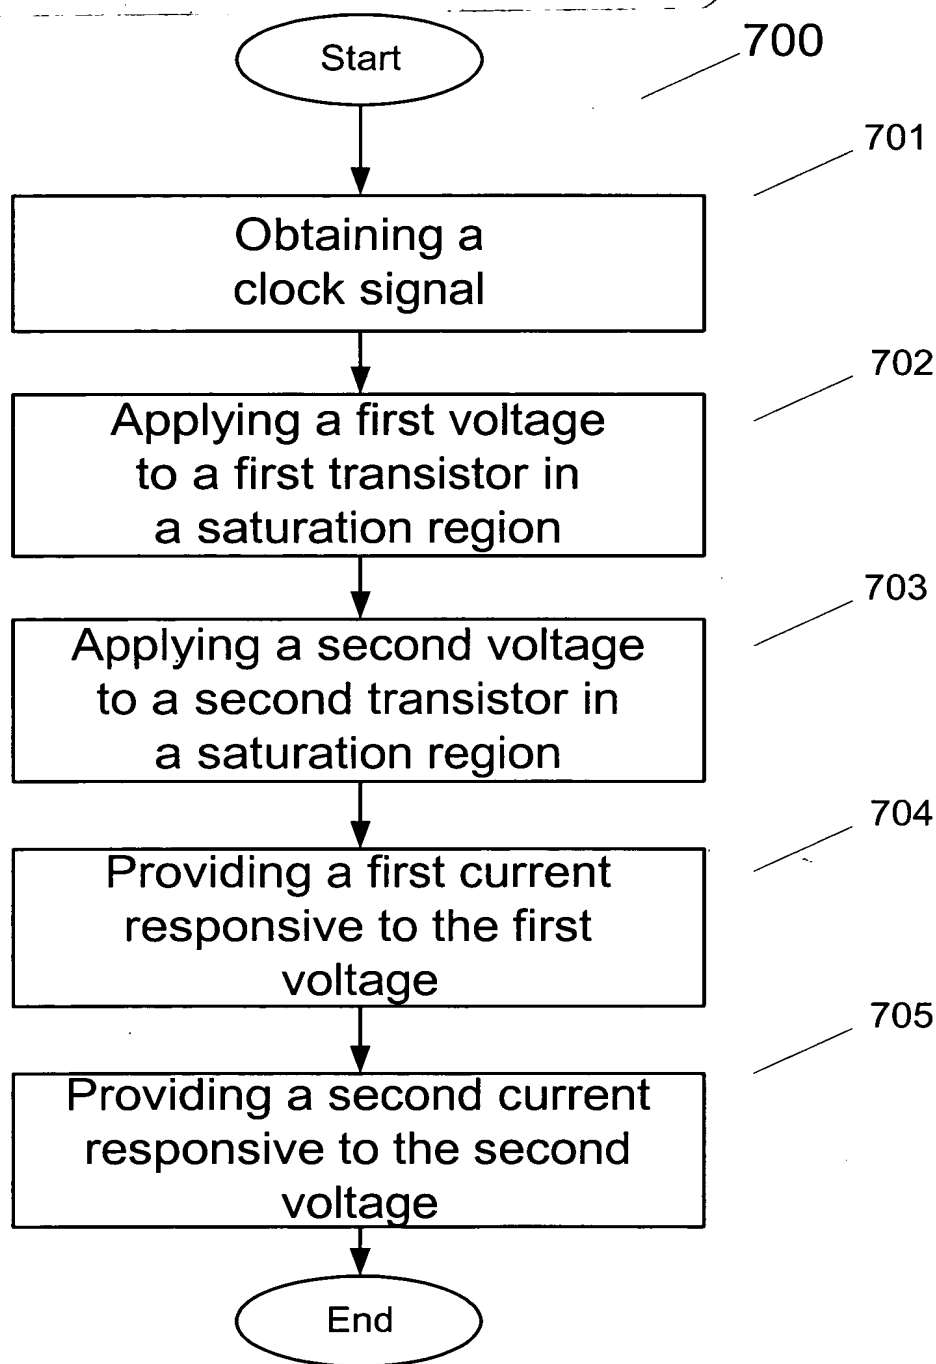 Start
700
701
Obtaining a
clock signal
702
Applying a first voltage
to a first transistor in
a saturation region
703
Applying a second voltage
to a second transistor in
a saturation region
704
Providing a first current
responsive to the first
voltage
705
Providing a second current
responsive to the second
voltage
End